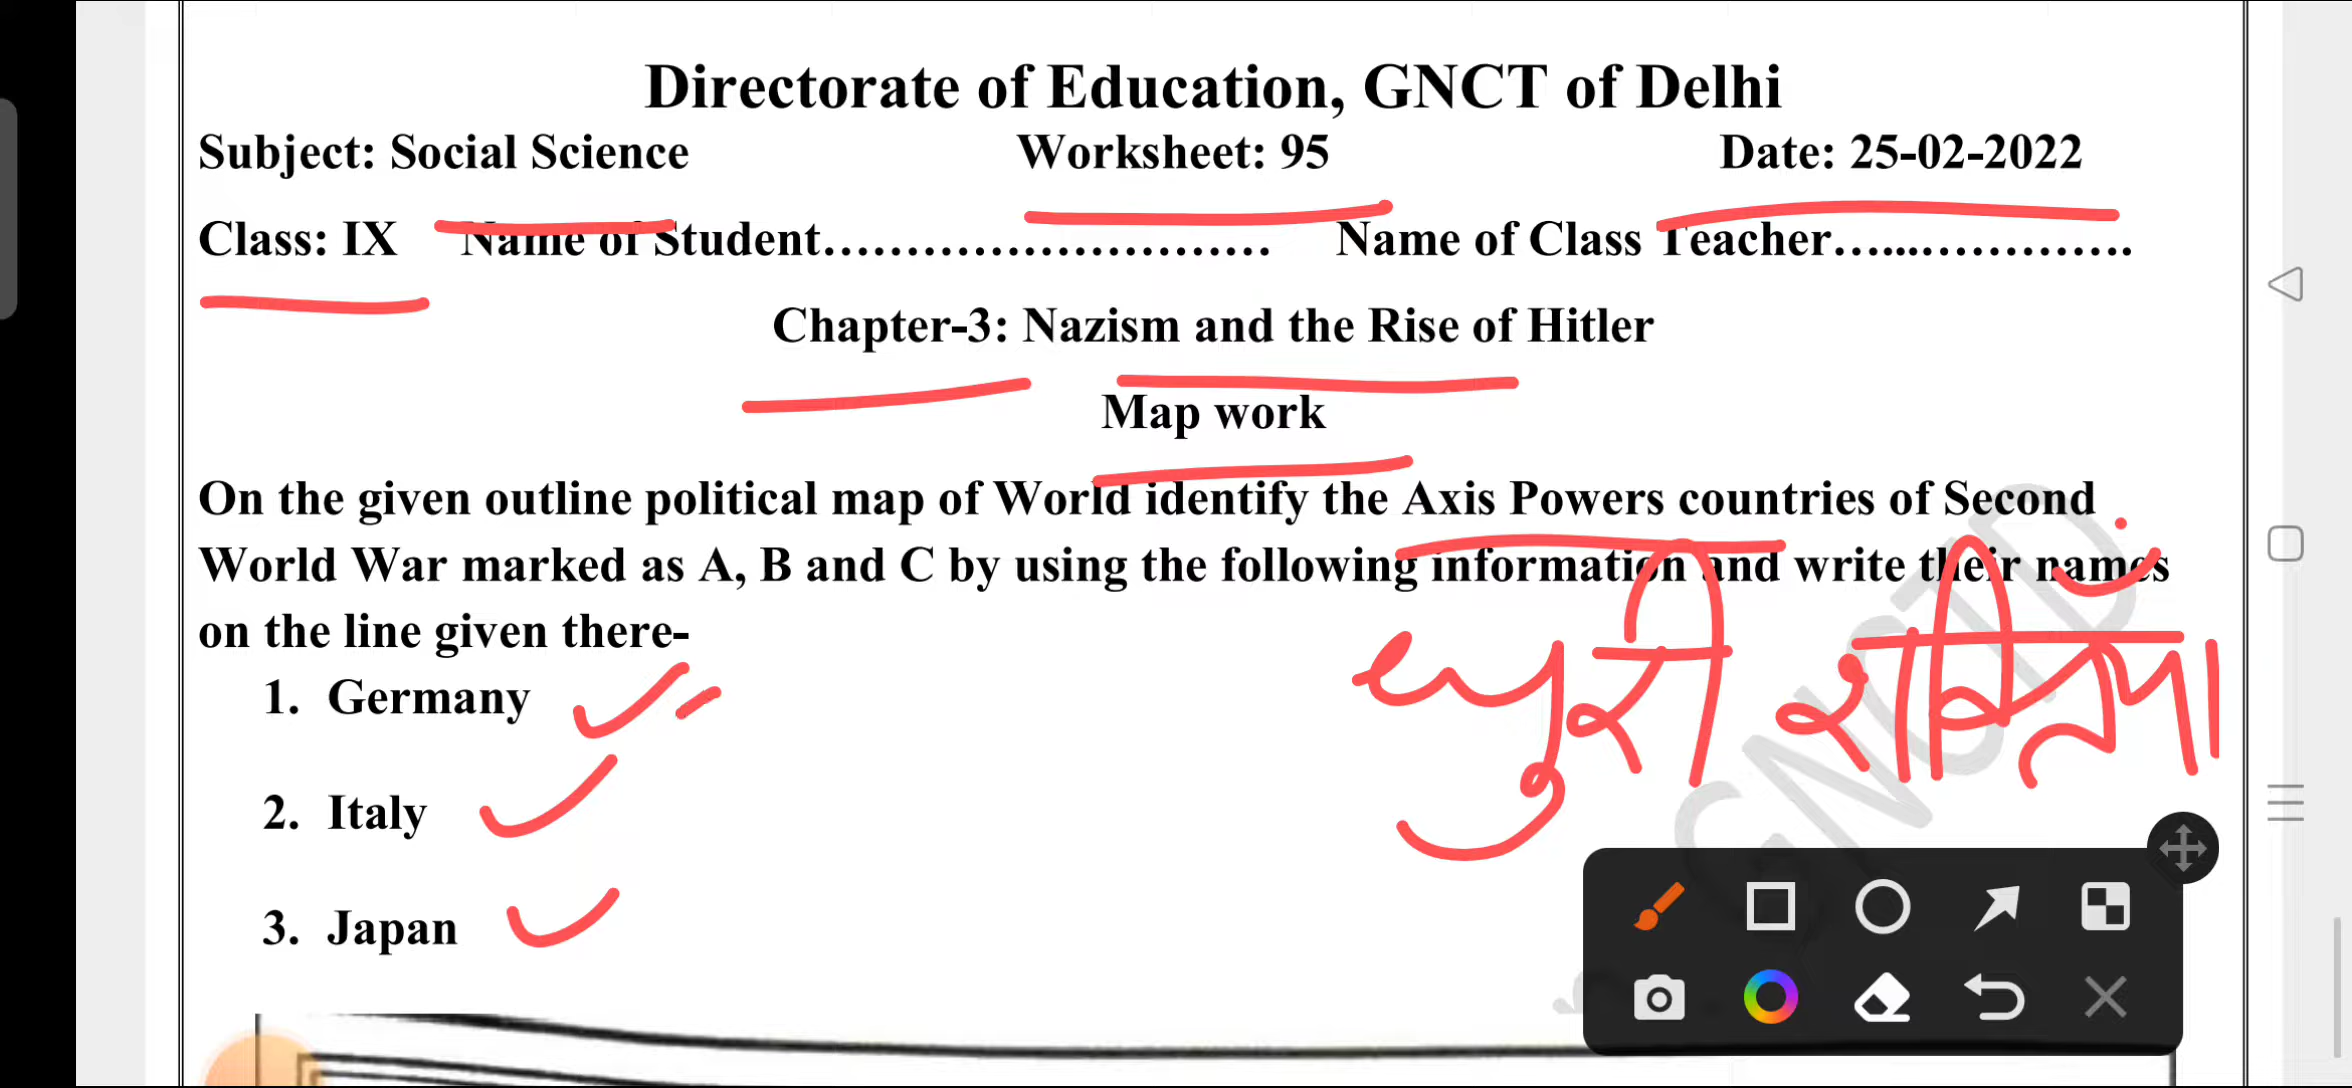 Directorate of Education, GNCT of Delhi
Subject: Social Science Worksheet: 95 Date: 25-02-2022
Class: IX Name of Student............................ Name of Class Teacher......................
Chapter-3: Nazism and the Rise of Hitler
Map work
On the given outline political map of World identify the Axis Powers countries of Second
World War marked as A, B and C by using the following information and write their names
on the line given there-
1. Germany
2. Italy
3. Japan
धुरी
GNCTD